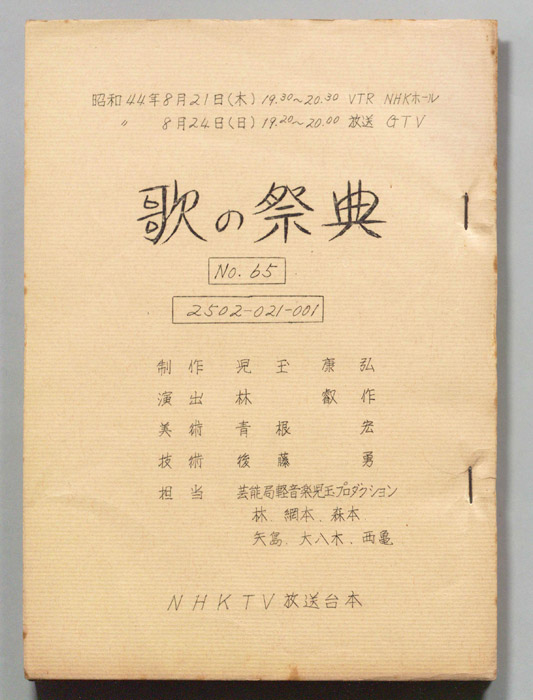 昭和44年8月21日(木) 19.30～20.30 VTR NHKホール
〃 8月24日(日) 19.20～20.00 放送 GTV
歌の祭典
No. 65
2502-021-001
制作 児玉康弘
演出 林叡作
美術 青根宏
技術 後藤勇
担当 芸能局軽音楽児玉プロダクション
林. 網本. 森本
矢島. 大八木. 西亀
NHKTV放送台本